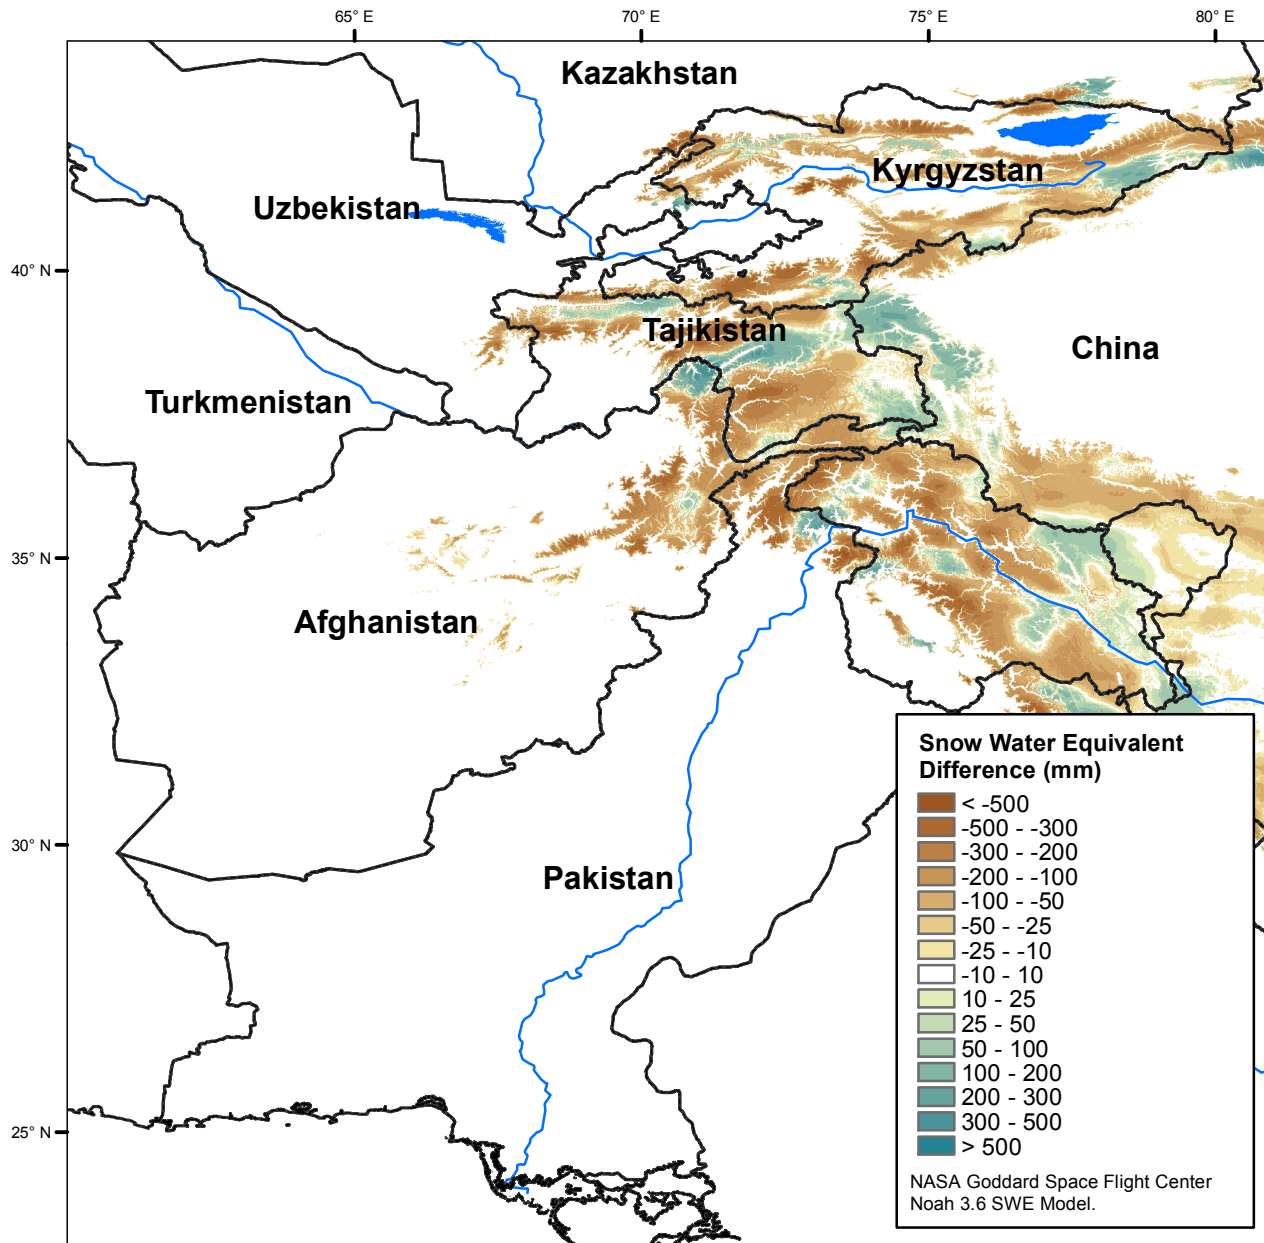 65° E
70° E
75° E
80° E
Kazakhstan
Kyrgyzstan
Uzbekistan
40° N
Tajikistan
China
Turkmenistan
35° N
Afghanistan
30° N
Pakistan
25° N
Snow Water Equivalent
Difference (mm)
< -500
-500 - -300
-300 - -200
-200 - -100
-100 - -50
-50 - -25
-25 - -10
-10 - 10
10 - 25
25 - 50
50 - 100
100 - 200
200 - 300
300 - 500
> 500
NASA Goddard Space Flight Center
Noah 3.6 SWE Model.